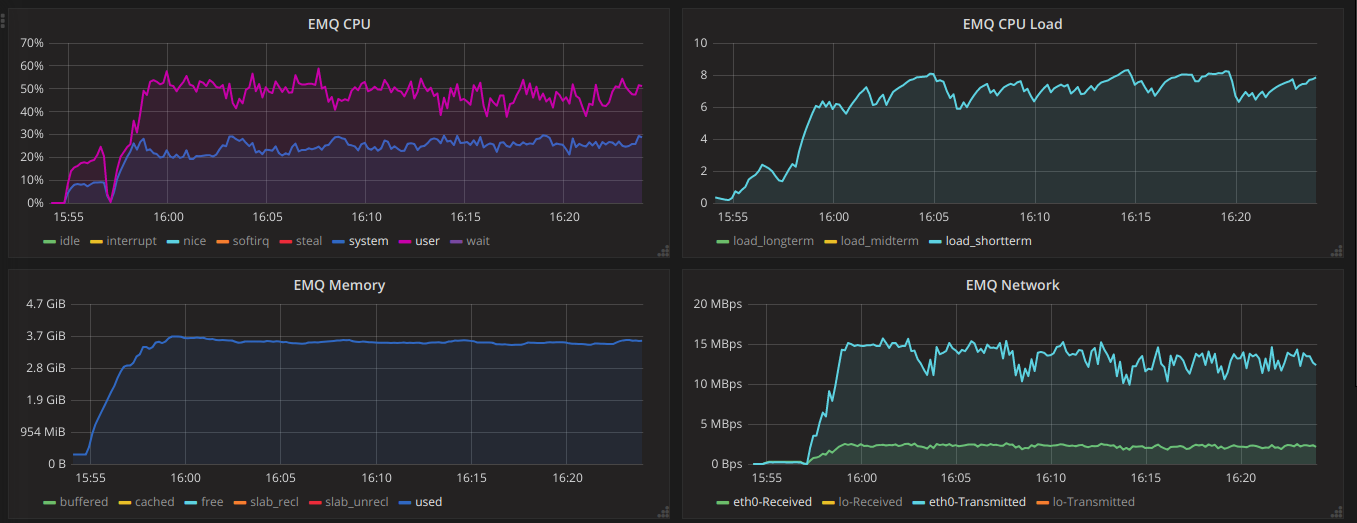 EMQ CPU
70%
60%
50%
40%
30%
20%
10%
0%
15:55 16:00 16:05 16:10 16:15 16:20
idle interrupt nice softirq steal system user wait
EMQ CPU Load
10
8
6
4
2
0
15:55 16:00 16:05 16:10 16:15 16:20
load_longterm load_midterm load_shortterm
EMQ Memory
4.7 GiB
3.7 GiB
2.8 GiB
1.9 GiB
954 MiB
0 B
15:55 16:00 16:05 16:10 16:15 16:20
buffered cached free slab_recl slab_unrecl used
EMQ Network
20 MBps
15 MBps
10 MBps
5 MBps
0 Bps
15:55 16:00 16:05 16:10 16:15 16:20
eth0-Received lo-Received eth0-Transmitted lo-Transmitted